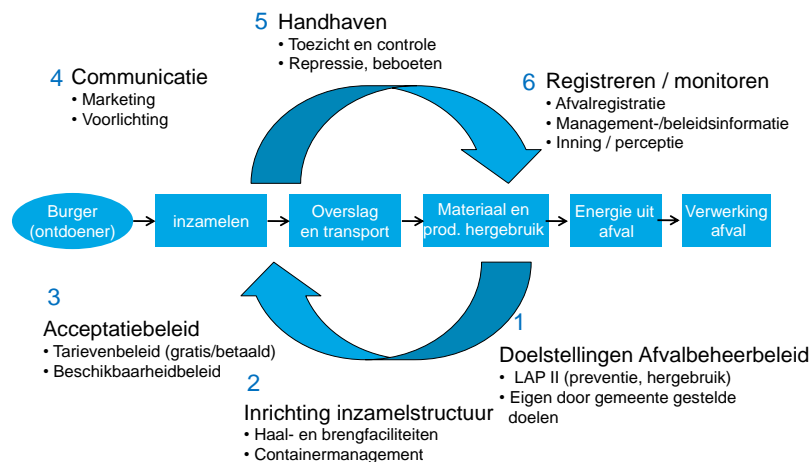 5 Handhaven
• Toezicht en controle
• Repressie, beboeten
4 Communicatie
• Marketing
• Voorlichting
6 Registreren / monitoren
• Afvalregistratie
• Management-/beleidsinformatie
• Inning / perceptie
Burger
(ontdoener)
inzamelen
Overslag
en transport
Materiaal en
prod. hergebruik
Energie uit
afval
Verwerking
afval
3
Acceptatiebeleid
• Tarievenbeleid (gratis/betaald)
• Beschikbaarheidbeleid
2
Inrichting inzamelstructuur
• Haal- en brengfaciliteiten
• Containermanagement
1
Doelstellingen Afvalbeheerbeleid
• LAP II (preventie, hergebruik)
• Eigen door gemeente gestelde
doelen